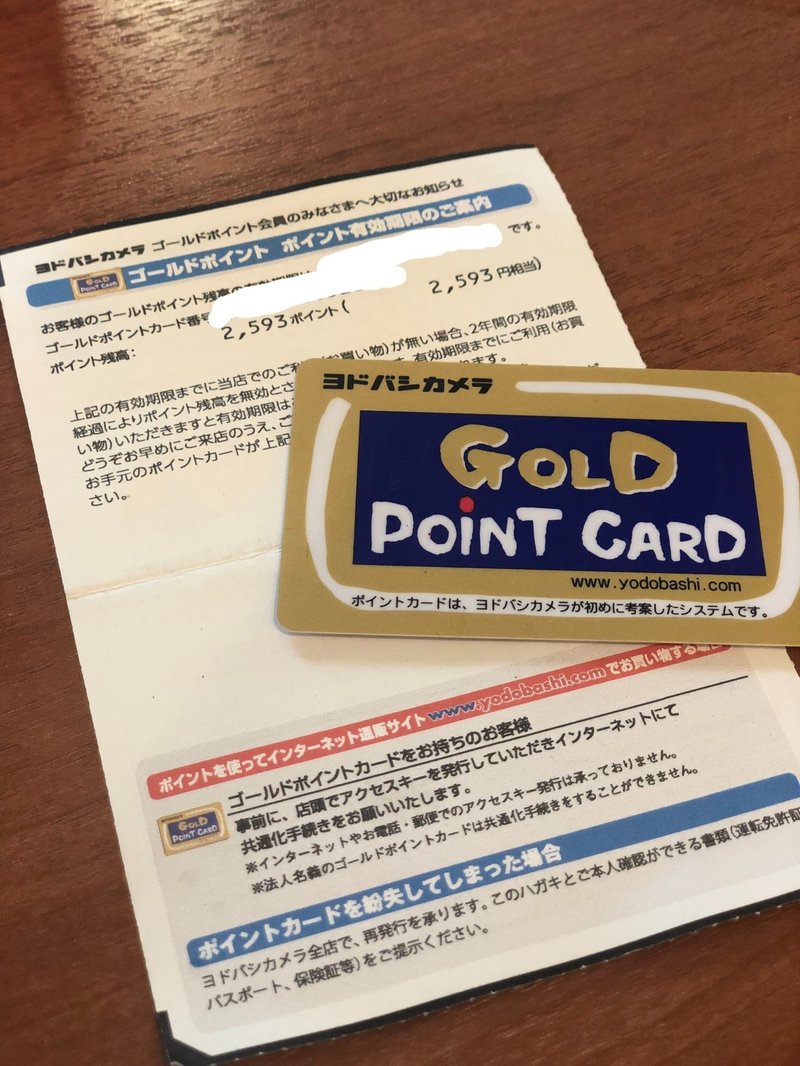 ヨドバシカメラ ゴールドポイント会員のみなさまへ大切なお知らせ
GOLD POINT CARD ゴールドポイント ポイント有効期限のご案内
お客様のゴールドポイント残高の有効期限は です。
ゴールドポイントカード番号
ポイント残高: 2,593ポイント( 2,593円相当)
上記の有効期限までに当店でのご利用(お買い物)が無い場合、2年間の有効期限
経過によりポイント残高を無効とさ 有効期限までにご利用(お買
い物)いただきますと有効期限は
どうぞお早めにご来店のうえ、ご
お手元のポイントカードが上記
さい。
ヨドバシカメラ
GOLD
POINT CARD
www.yodobashi.com
ポイントカードは、ヨドバシカメラが初めに考案したシステムです。
ポイントを使ってインターネット通販サイト www.yodobashi.com でお買い物する場合
GOLD POINT CARD
ゴールドポイントカードをお持ちのお客様
事前に、店頭でアクセスキーを発行していただきインターネットにて
共通化手続きをお願いいたします。
※インターネットやお電話・郵便でのアクセスキー発行は承っておりません。
※法人名義のゴールドポイントカードは共通化手続きをすることができません。
ポイントカードを紛失してしまった場合
ヨドバシカメラ全店で、再発行を承ります。このハガキとご本人確認ができる書類(運転免許証
パスポート、保険証等)をご提示ください。